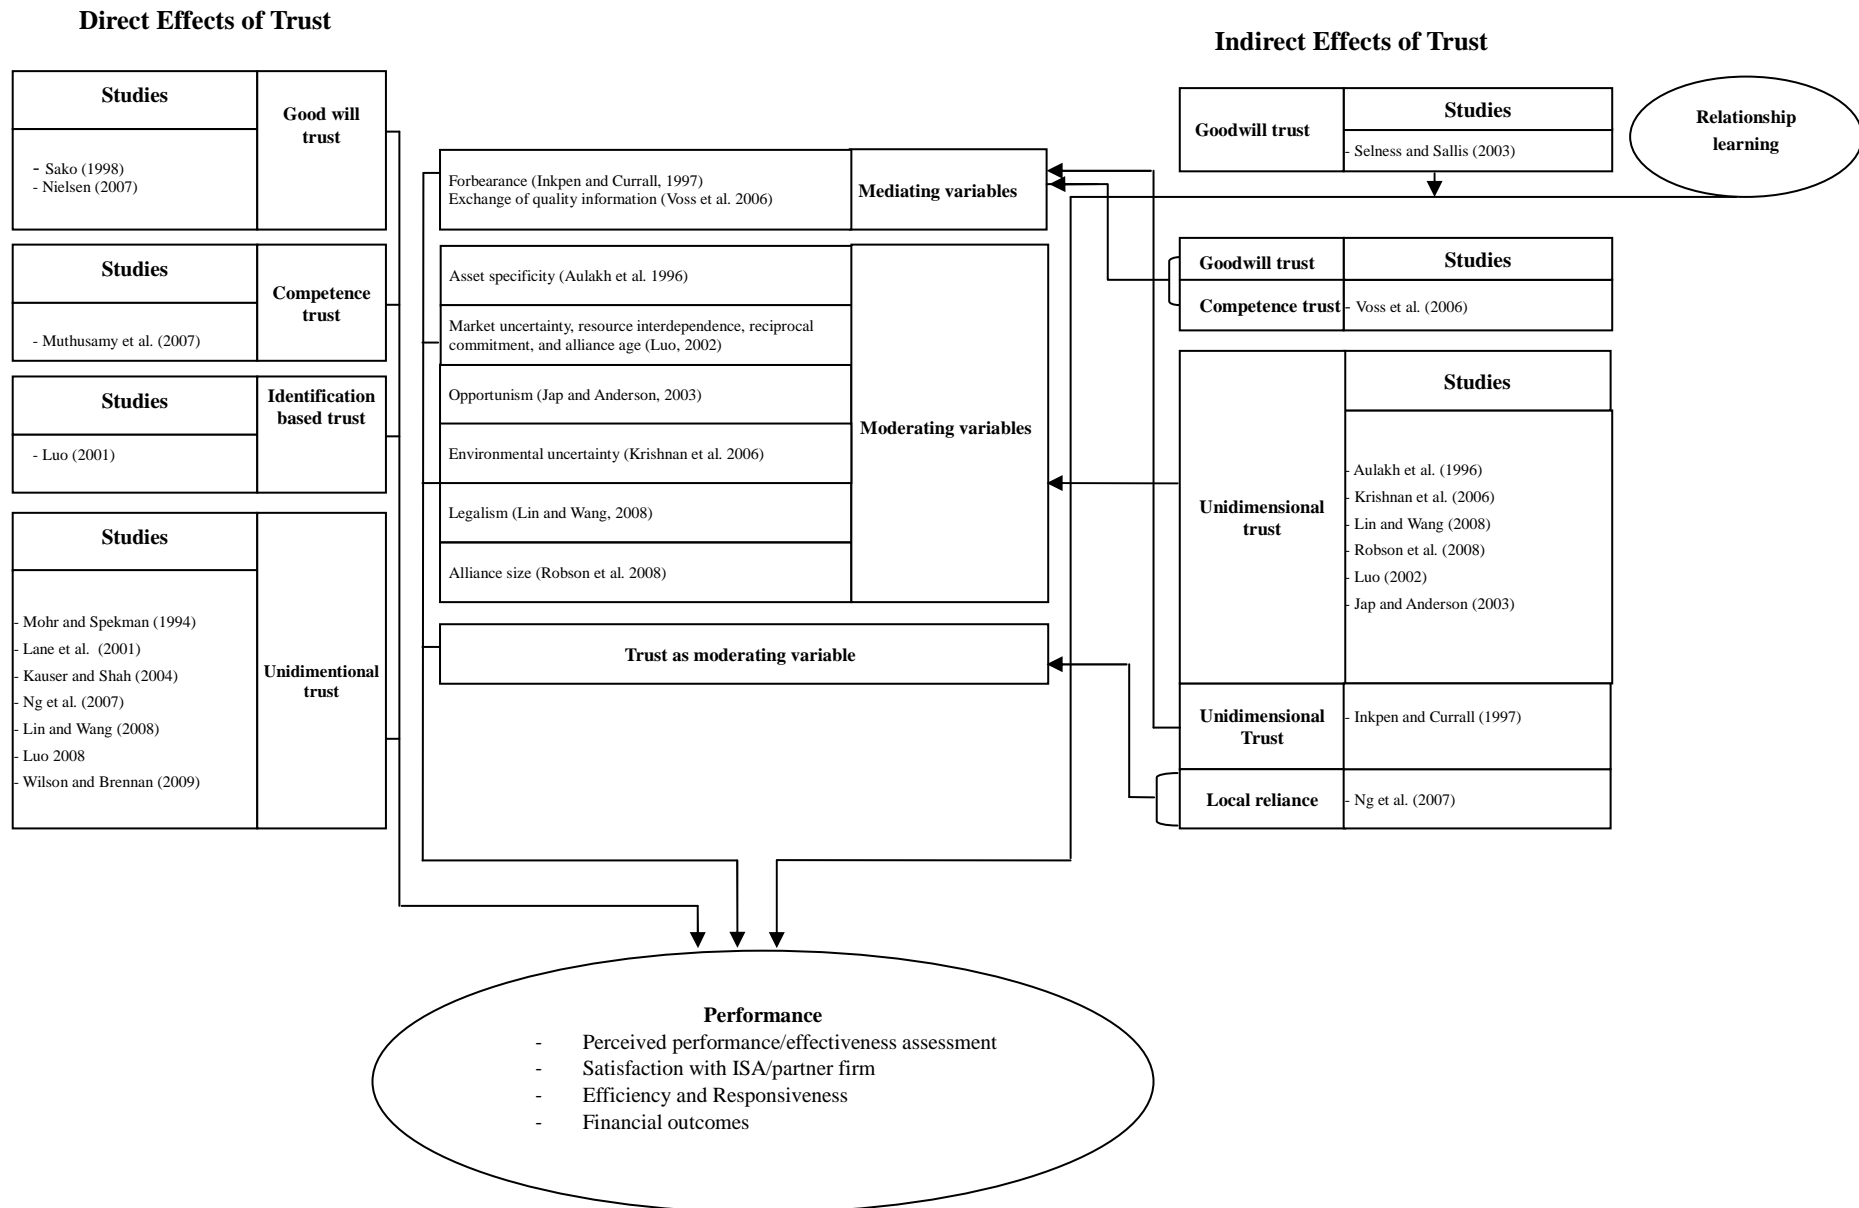 Direct Effects of Trust
Indirect Effects of Trust
Studies
Good will
trust
- Sako (1998)
- Nielsen (2007)
Studies
Competence
trust
- Muthusamy et al. (2007)
Studies
Identification
based trust
- Luo (2001)
Studies
Unidimentional
trust
- Mohr and Spekman (1994)
- Lane et al. (2001)
- Kauser and Shah (2004)
- Ng et al. (2007)
- Lin and Wang (2008)
- Luo 2008
- Wilson and Brennan (2009)
Forbearance (Inkpen and Currall, 1997)
Exchange of quality information (Voss et al. 2006)
Mediating variables
Asset specificity (Aulakh et al. 1996)
Market uncertainty, resource interdependence, reciprocal
commitment, and alliance age (Luo, 2002)
Opportunism (Jap and Anderson, 2003)
Environmental uncertainty (Krishnan et al. 2006)
Legalism (Lin and Wang, 2008)
Alliance size (Robson et al. 2008)
Moderating variables
Trust as moderating variable
Goodwill trust
Studies
- Selness and Sallis (2003)
Relationship
learning
Goodwill trust
Studies
Competence trust
- Voss et al. (2006)
Studies
Unidimensional
trust
- Aulakh et al. (1996)
- Krishnan et al. (2006)
- Lin and Wang (2008)
- Robson et al. (2008)
- Luo (2002)
- Jap and Anderson (2003)
Unidimensional
Trust
- Inkpen and Currall (1997)
Local reliance
- Ng et al. (2007)
Performance
- Perceived performance/effectiveness assessment
- Satisfaction with ISA/partner firm
- Efficiency and Responsiveness
- Financial outcomes